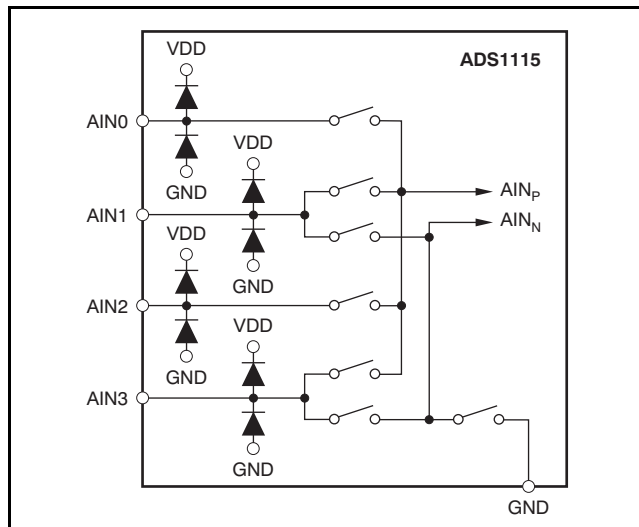 VDD
ADS1115
AIN0
VDD
GND
AINP
AIN1
AINN
VDD
GND
AIN2
VDD
GND
AIN3
GND
GND